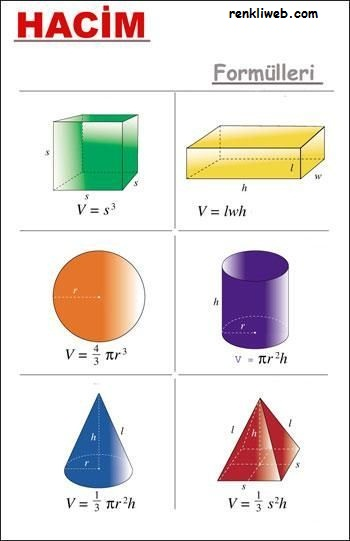 renkliweb.com
HACİM
Formülleri
s
s
s
V = s³
l
w
h
V = lwh
r
V = 4/3 πr³
h
r
V = πr²h
h
l
r
V = 1/3 πr²h
l
h
l
s
s
V = 1/3 s²h